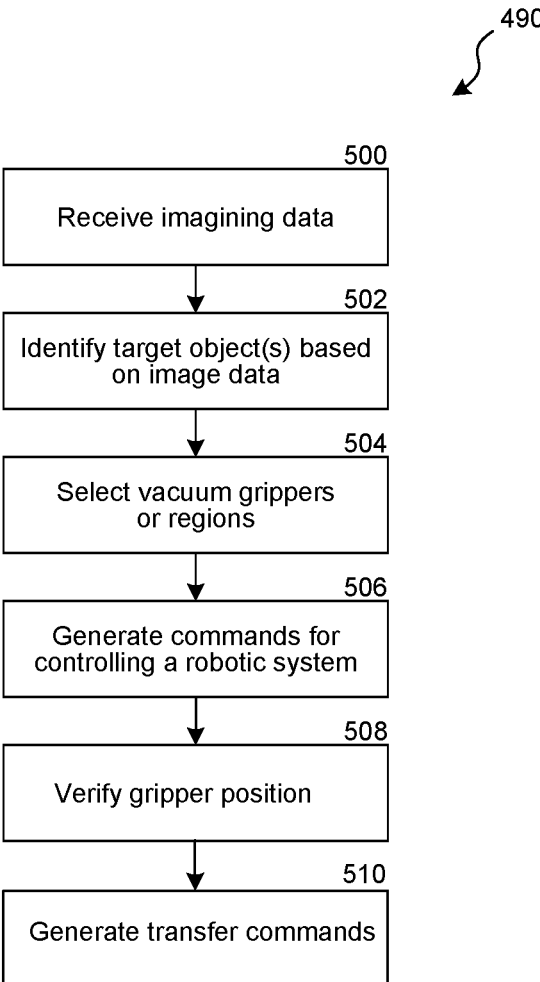 490
500
Receive imagining data
502
Identify target object(s) based
on image data
504
Select vacuum grippers
or regions
506
Generate commands for
controlling a robotic system
508
Verify gripper position
510
Generate transfer commands